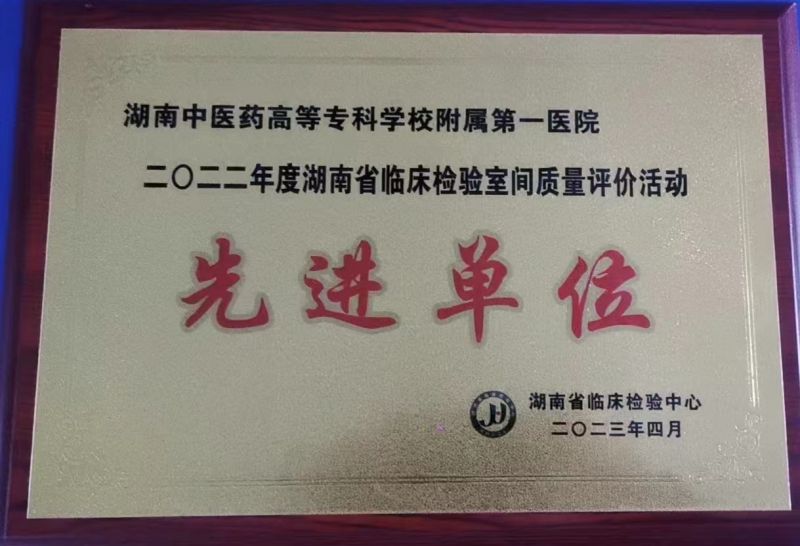 湖南中医药高等专科学校附属第一医院
二〇二二年度湖南省临床检验室间质量评价活动
先进单位
湖南省临床检验中心
二〇二三年四月